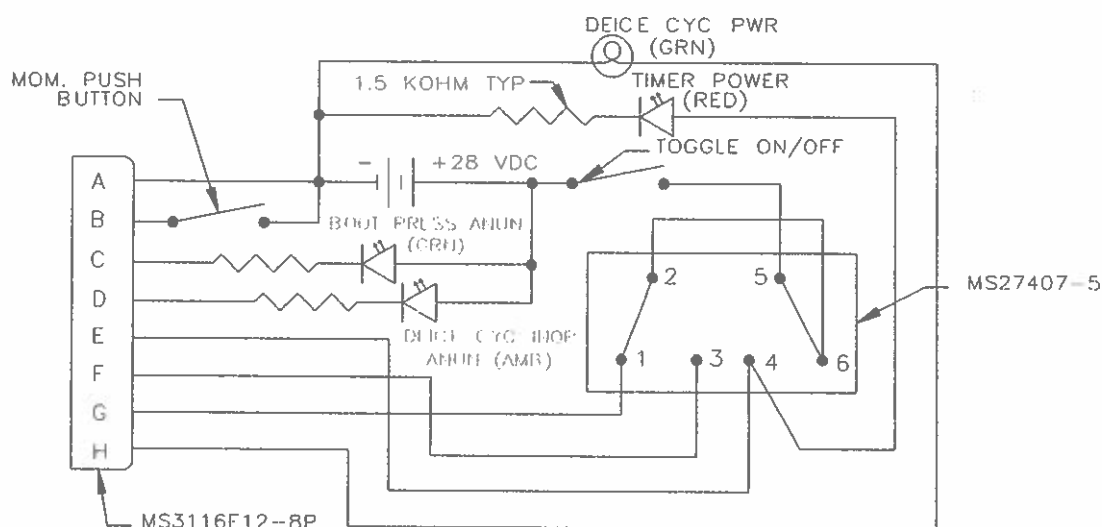 DEICE CYC PWR
(GRN)
MOM. PUSH
BUTTON
1.5 KOHM TYP
TIMER POWER
(RED)
TOGGLE ON/OFF
- +28 VDC
A
B
BOOT PRESS ANUN
(GRN)
C
D
DEICE CYC INOP
ANUN (AMB)
E
F
G
H
2 5
1 3 4 6
MS27407-5
MS3116F12-8P